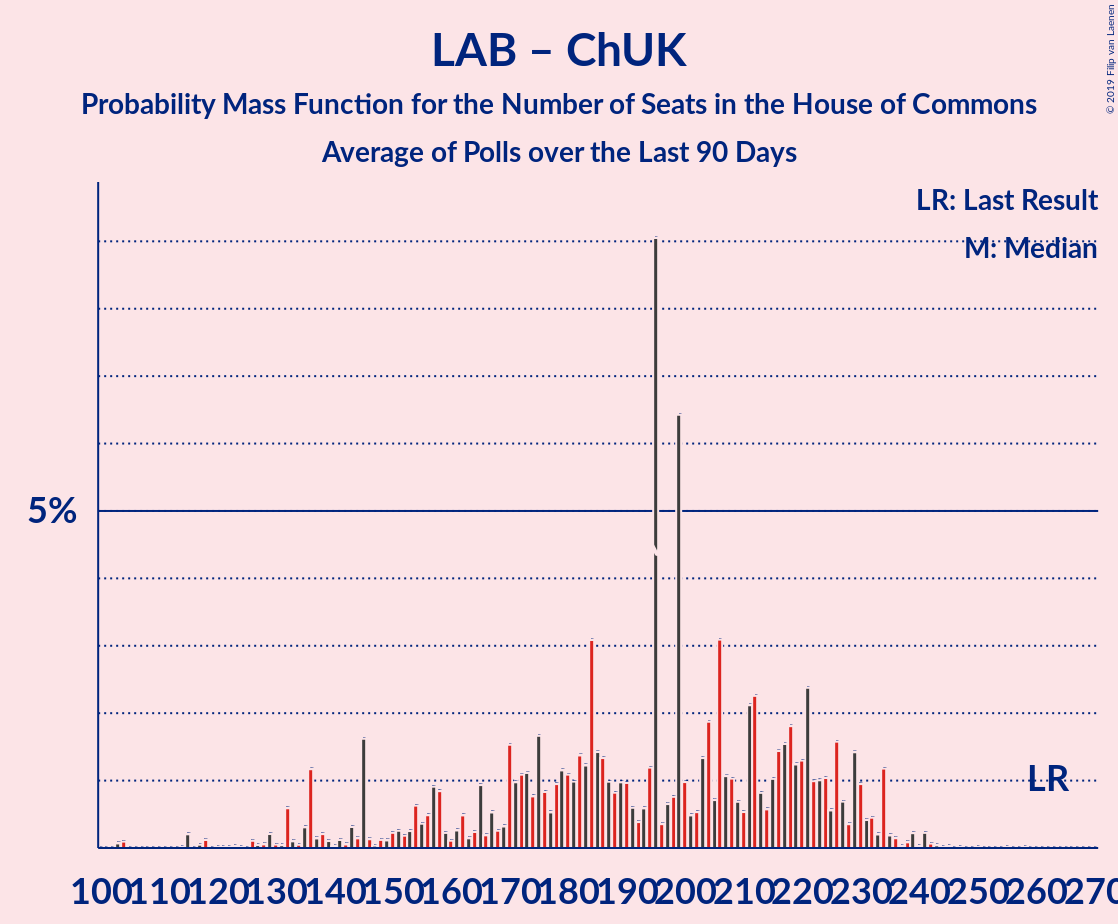 LAB – ChUK
Probability Mass Function for the Number of Seats in the House of Commons
Average of Polls over the Last 90 Days
© 2019 Filip van Laenen
LR: Last Result
M: Median
5%
LR
100 110 120 130 140 150 160 170 180 190 200 210 220 230 240 250 260 270